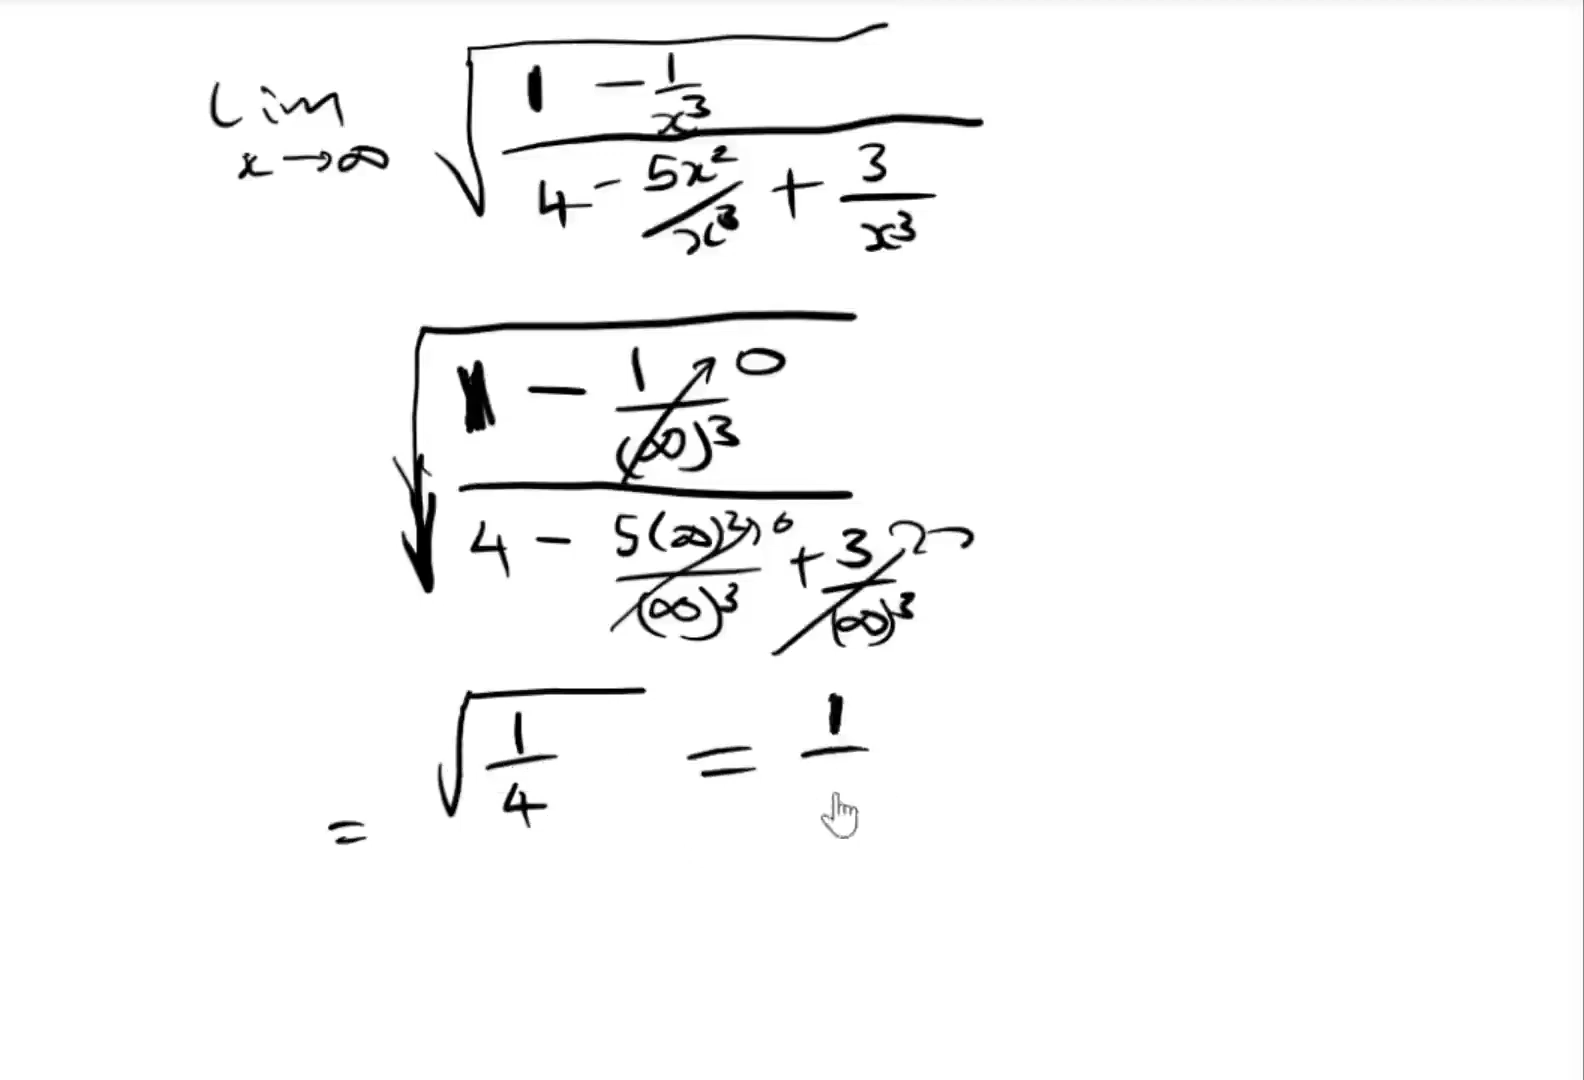 Lim x→∞ √((1 - 1/x³)/(4 - 5x²/x³ + 3/x³))
√((1 - 1/(∞)³ → 0)/(4 - 5(∞)²/(∞)³ → 0 + 3/(∞)³))
= √(1/4) = 1